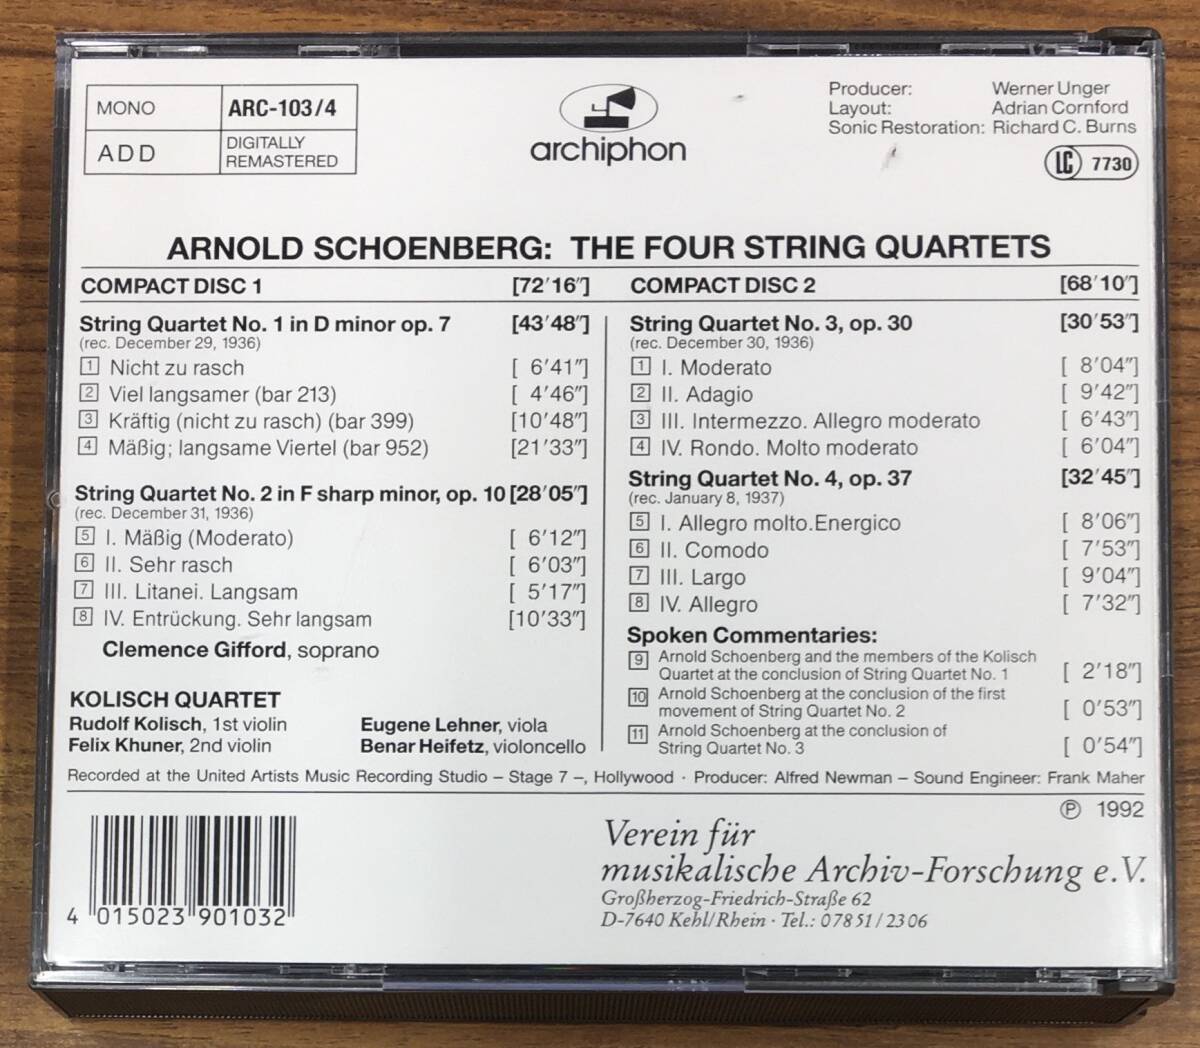 MONO ARC-103/4
ADD DIGITALLY REMASTERED
archiphon
Producer: Werner Unger
Layout: Adrian Cornford
Sonic Restoration: Richard C. Burns
LC 7730
ARNOLD SCHOENBERG: THE FOUR STRING QUARTETS
COMPACT DISC 1 [72'16"]
String Quartet No. 1 in D minor op. 7 [43'48"]
(rec. December 29, 1936)
1 Nicht zu rasch [ 6'41"]
2 Viel langsamer (bar 213) [ 4'46"]
3 Kräftig (nicht zu rasch) (bar 399) [10'48"]
4 Mäßig; langsame Viertel (bar 952) [21'33"]
String Quartet No. 2 in F sharp minor, op. 10 [28'05"]
(rec. December 31, 1936)
5 I. Mäßig (Moderato) [ 6'12"]
6 II. Sehr rasch [ 6'03"]
7 III. Litanei. Langsam [ 5'17"]
8 IV. Entrückung. Sehr langsam [10'33"]
Clemence Gifford, soprano
KOLISCH QUARTET
Rudolf Kolisch, 1st violin Eugene Lehner, viola
Felix Khuner, 2nd violin Benar Heifetz, violoncello
COMPACT DISC 2 [68'10"]
String Quartet No. 3, op. 30 [30'53"]
(rec. December 30, 1936)
1 I. Moderato [ 8'04"]
2 II. Adagio [ 9'42"]
3 III. Intermezzo. Allegro moderato [ 6'43"]
4 IV. Rondo. Molto moderato [ 6'04"]
String Quartet No. 4, op. 37 [32'45"]
(rec. January 8, 1937)
5 I. Allegro molto.Energico [ 8'06"]
6 II. Comodo [ 7'53"]
7 III. Largo [ 9'04"]
8 IV. Allegro [ 7'32"]
Spoken Commentaries:
9 Arnold Schoenberg and the members of the Kolisch
Quartet at the conclusion of String Quartet No. 1 [ 2'18"]
10 Arnold Schoenberg at the conclusion of the first
movement of String Quartet No. 2 [ 0'53"]
11 Arnold Schoenberg at the conclusion of
String Quartet No. 3 [ 0'54"]
Recorded at the United Artists Music Recording Studio – Stage 7 –, Hollywood · Producer: Alfred Newman – Sound Engineer: Frank Maher
℗ 1992
4 015023 901032
Verein für
musikalische Archiv-Forschung e.V.
Großherzog-Friedrich-Straße 62
D-7640 Kehl/Rhein · Tel.: 07851/2306